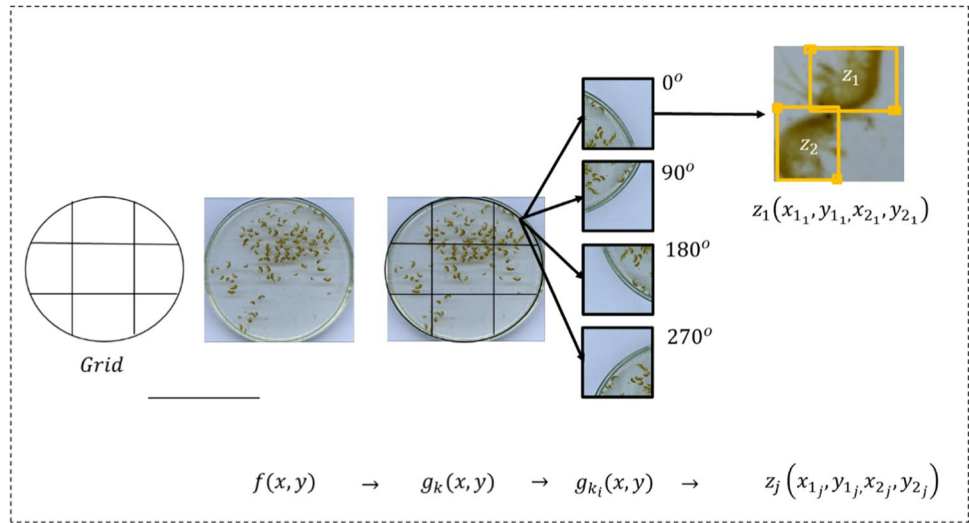 0°
z₁
90°
z₂
z₁(x₁₁, y₁₁, x₂₁, y₂₁)
180°
270°
Grid
f(x, y) → gₖ(x, y) → gₖᵢ(x, y) → zⱼ(x₁ⱼ, y₁ⱼ, x₂ⱼ, y₂ⱼ)